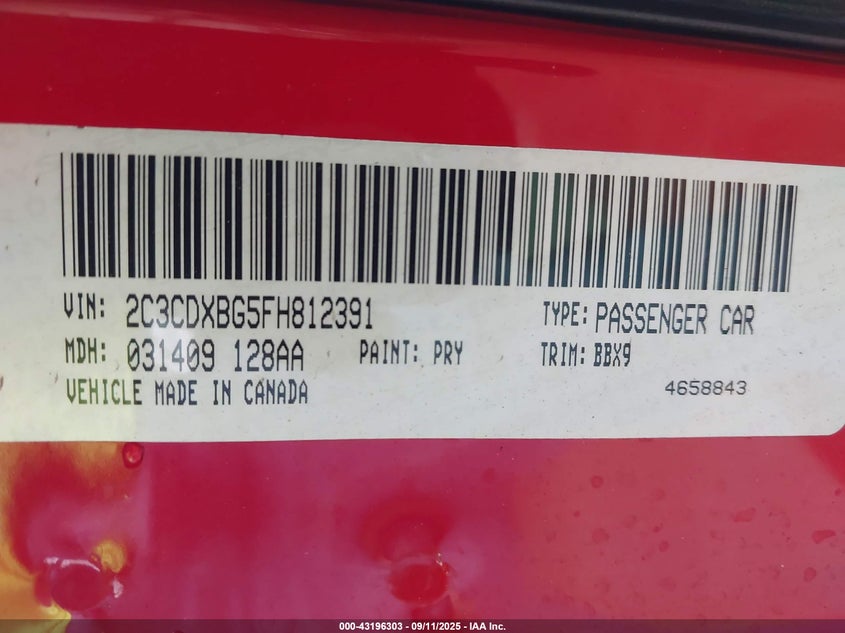 VIN: 2C3CDXBG5FH812391 TYPE: PASSENGER CAR
MDH: 031409 128AA PAINT: PRY TRIM: BBX9
VEHICLE MADE IN CANADA 4658843
000-43196303 - 09/11/2025 - IAA Inc.